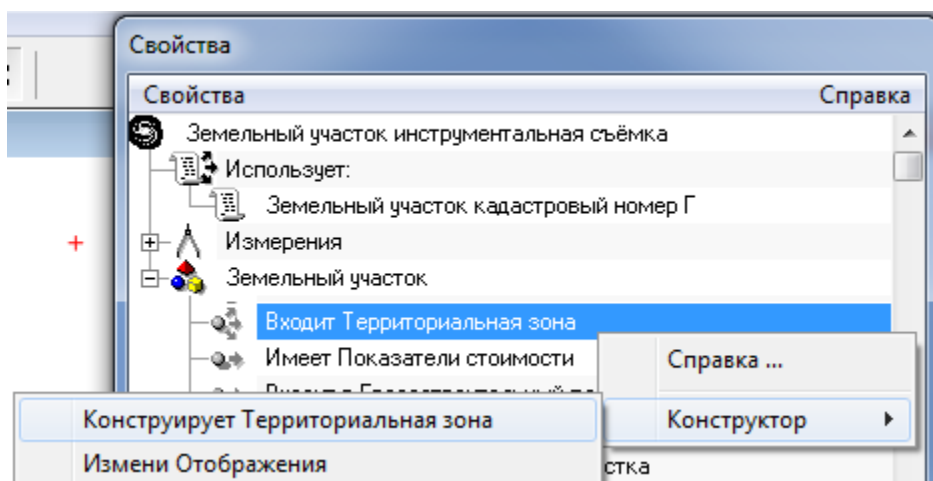 Свойства
Свойства Справка
Земельный участок инструментальная съёмка
Использует:
Земельный участок кадастровый номер Г
Измерения
Земельный участок
Входит Территориальная зона
Имеет Показатели стоимости
Справка ...
Конструирует Территориальная зона
Конструктор
Измени Отображения
стка